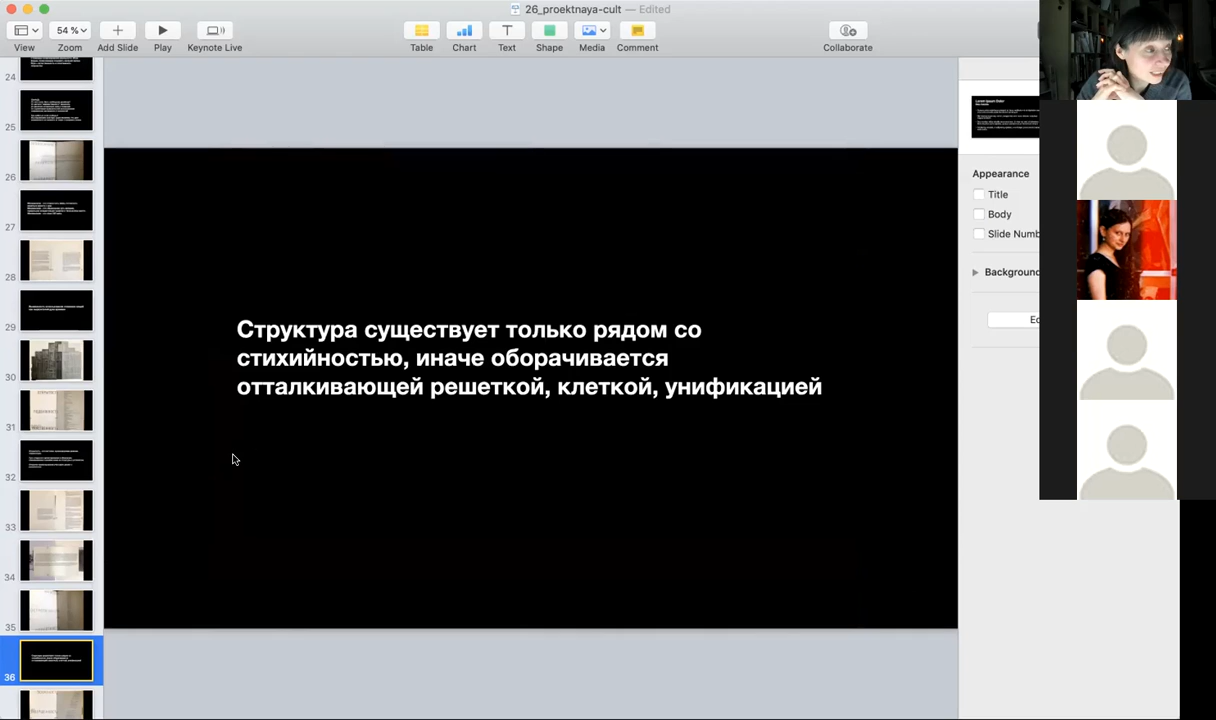 26_proektnaya-cult — Edited
54 %
View
Zoom
Add Slide
Play
Keynote Live
Table
Chart
Text
Shape
Media
Comment
Collaborate
24
25
26
27
28
29
30
31
32
33
34
35
36
Структура существует только рядом со
стихийностью, иначе оборачивается
отталкивающей решеткой, клеткой, унификацией
Appearance
Title
Body
Slide Numb
Background